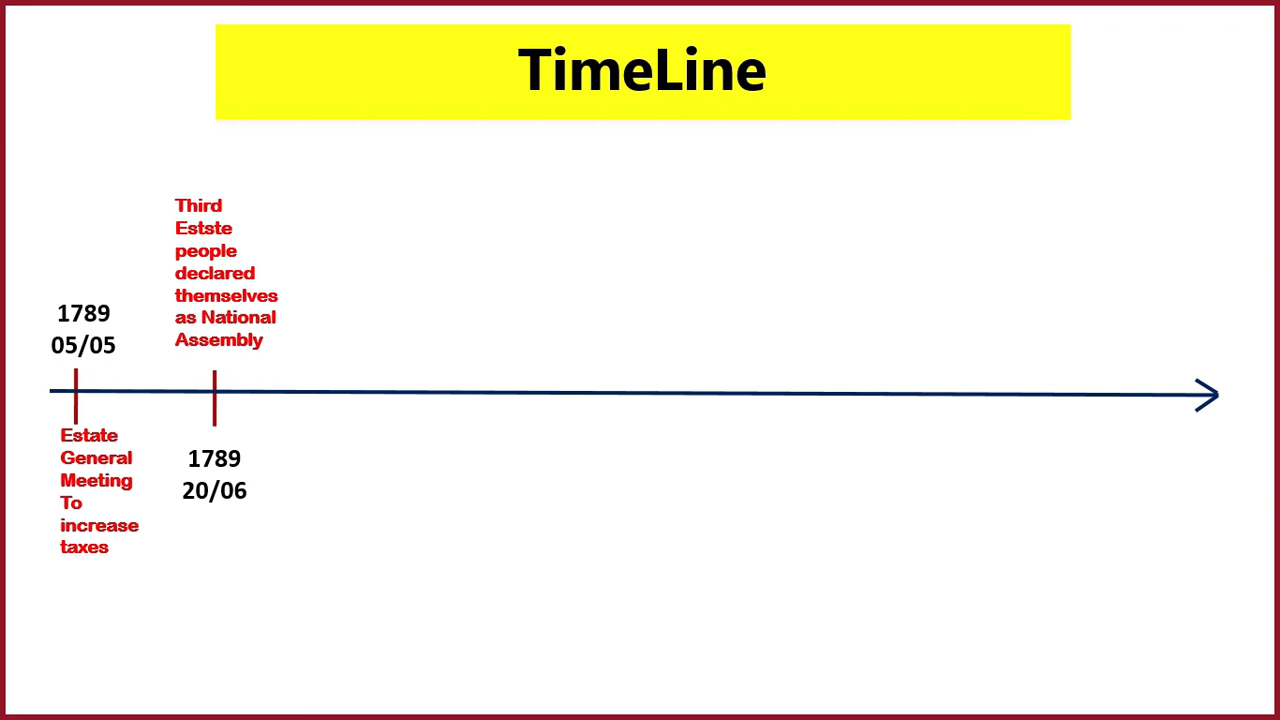 TimeLine
Third
Estste
people
declared
themselves
as National
Assembly
1789
05/05
Estate
General
Meeting
To
increase
taxes
1789
20/06